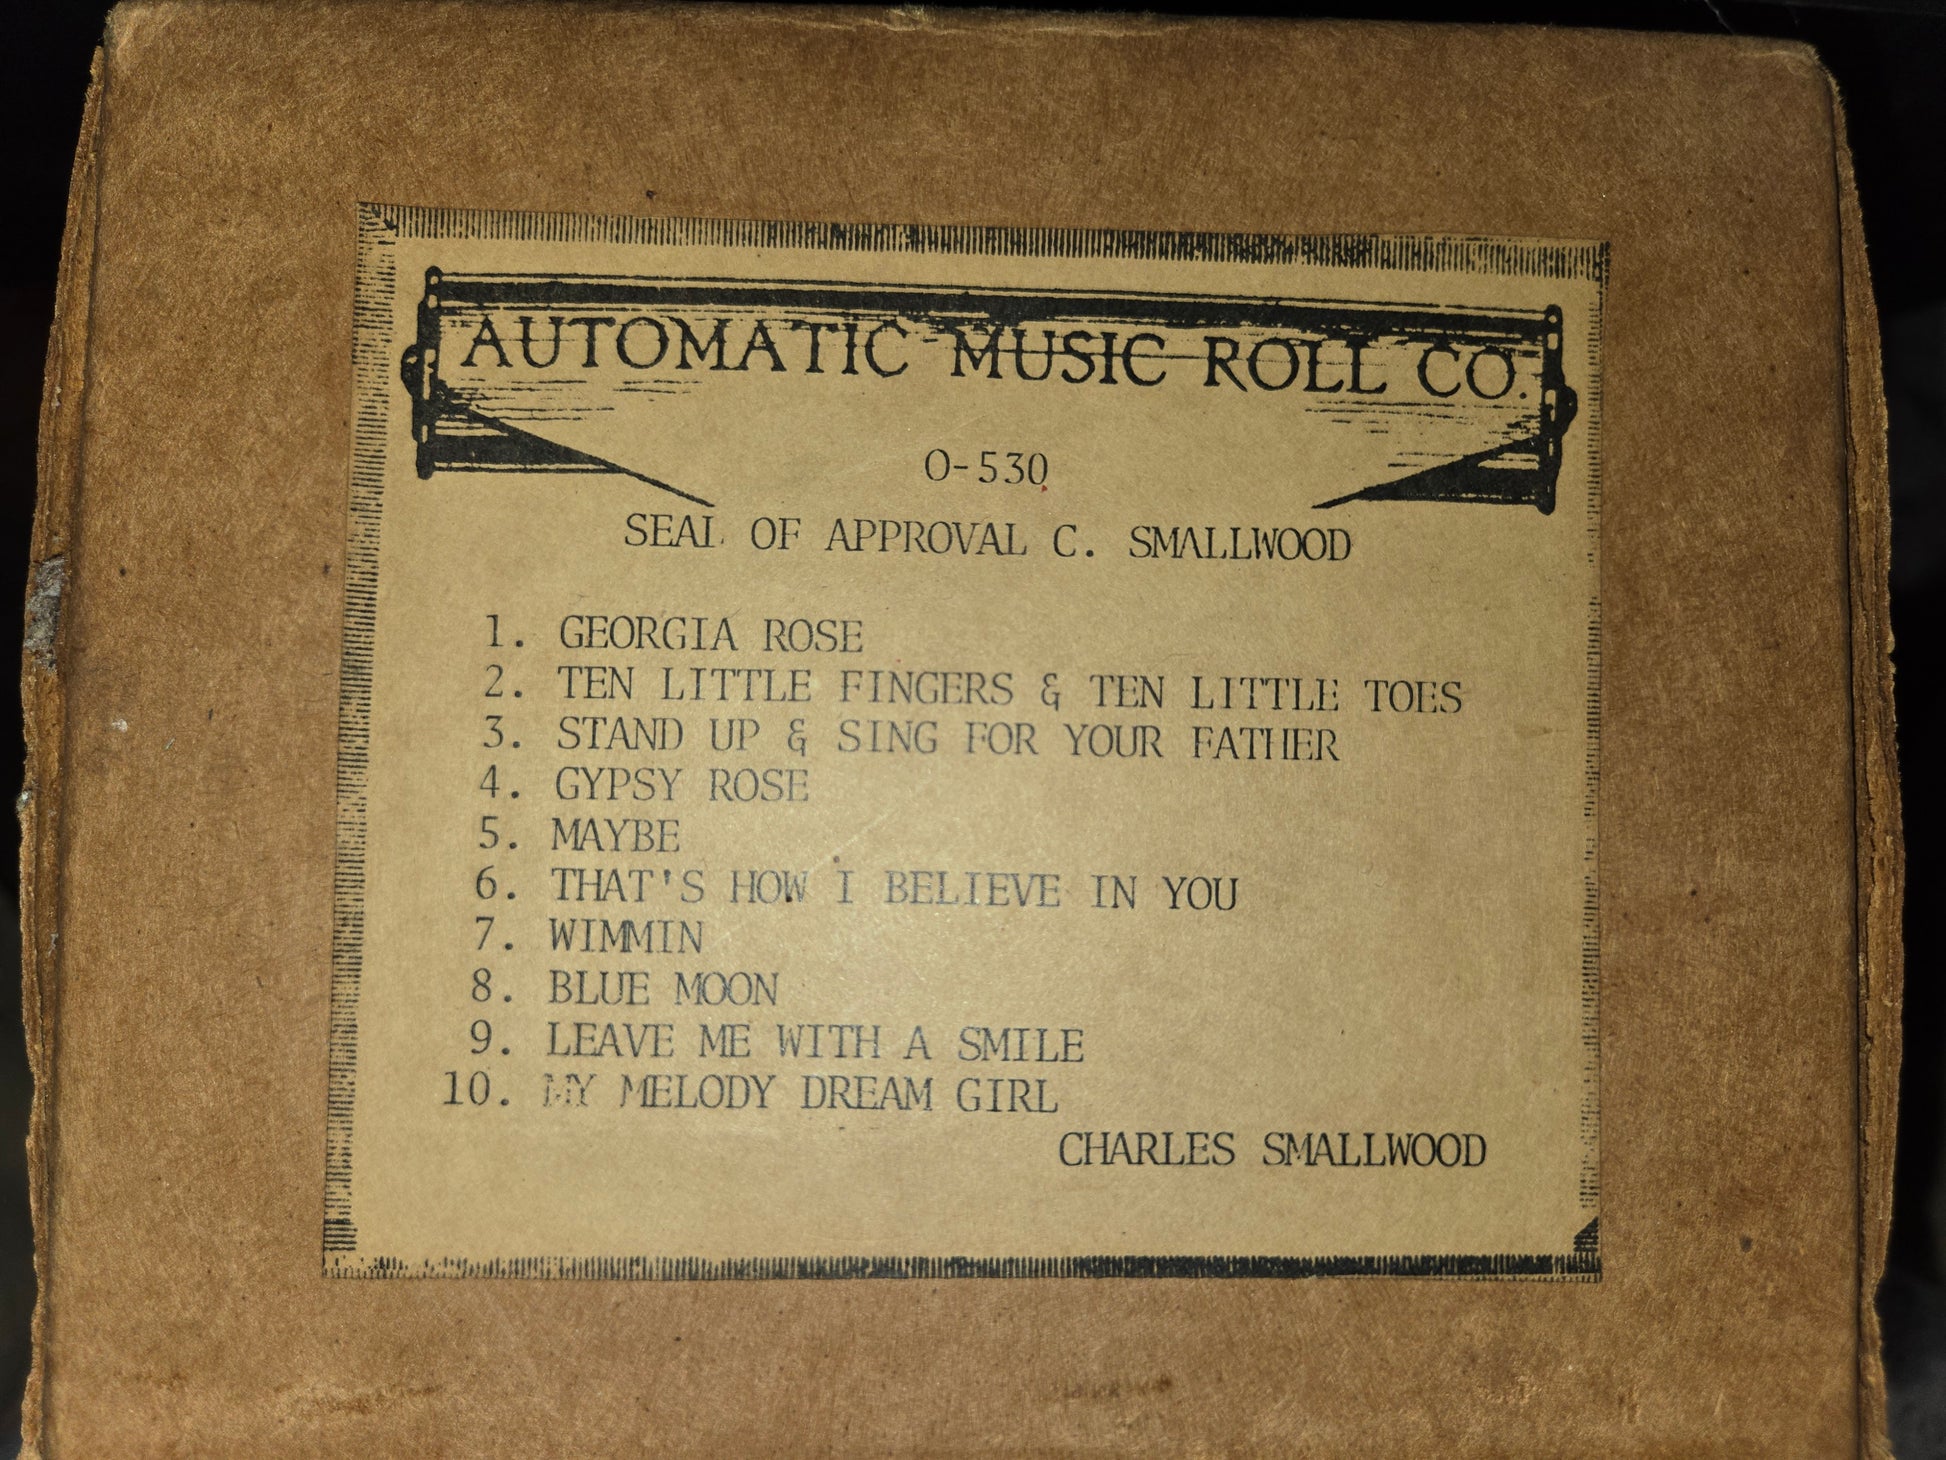 AUTOMATIC MUSIC ROLL CO.
O-530
SEAL OF APPROVAL C. SMALLWOOD
1. GEORGIA ROSE
2. TEN LITTLE FINGERS & TEN LITTLE TOES
3. STAND UP & SING FOR YOUR FATHER
4. GYPSY ROSE
5. MAYBE
6. THAT'S HOW I BELIEVE IN YOU
7. WIMMIN
8. BLUE MOON
9. LEAVE ME WITH A SMILE
10. MY MELODY DREAM GIRL
CHARLES SMALLWOOD